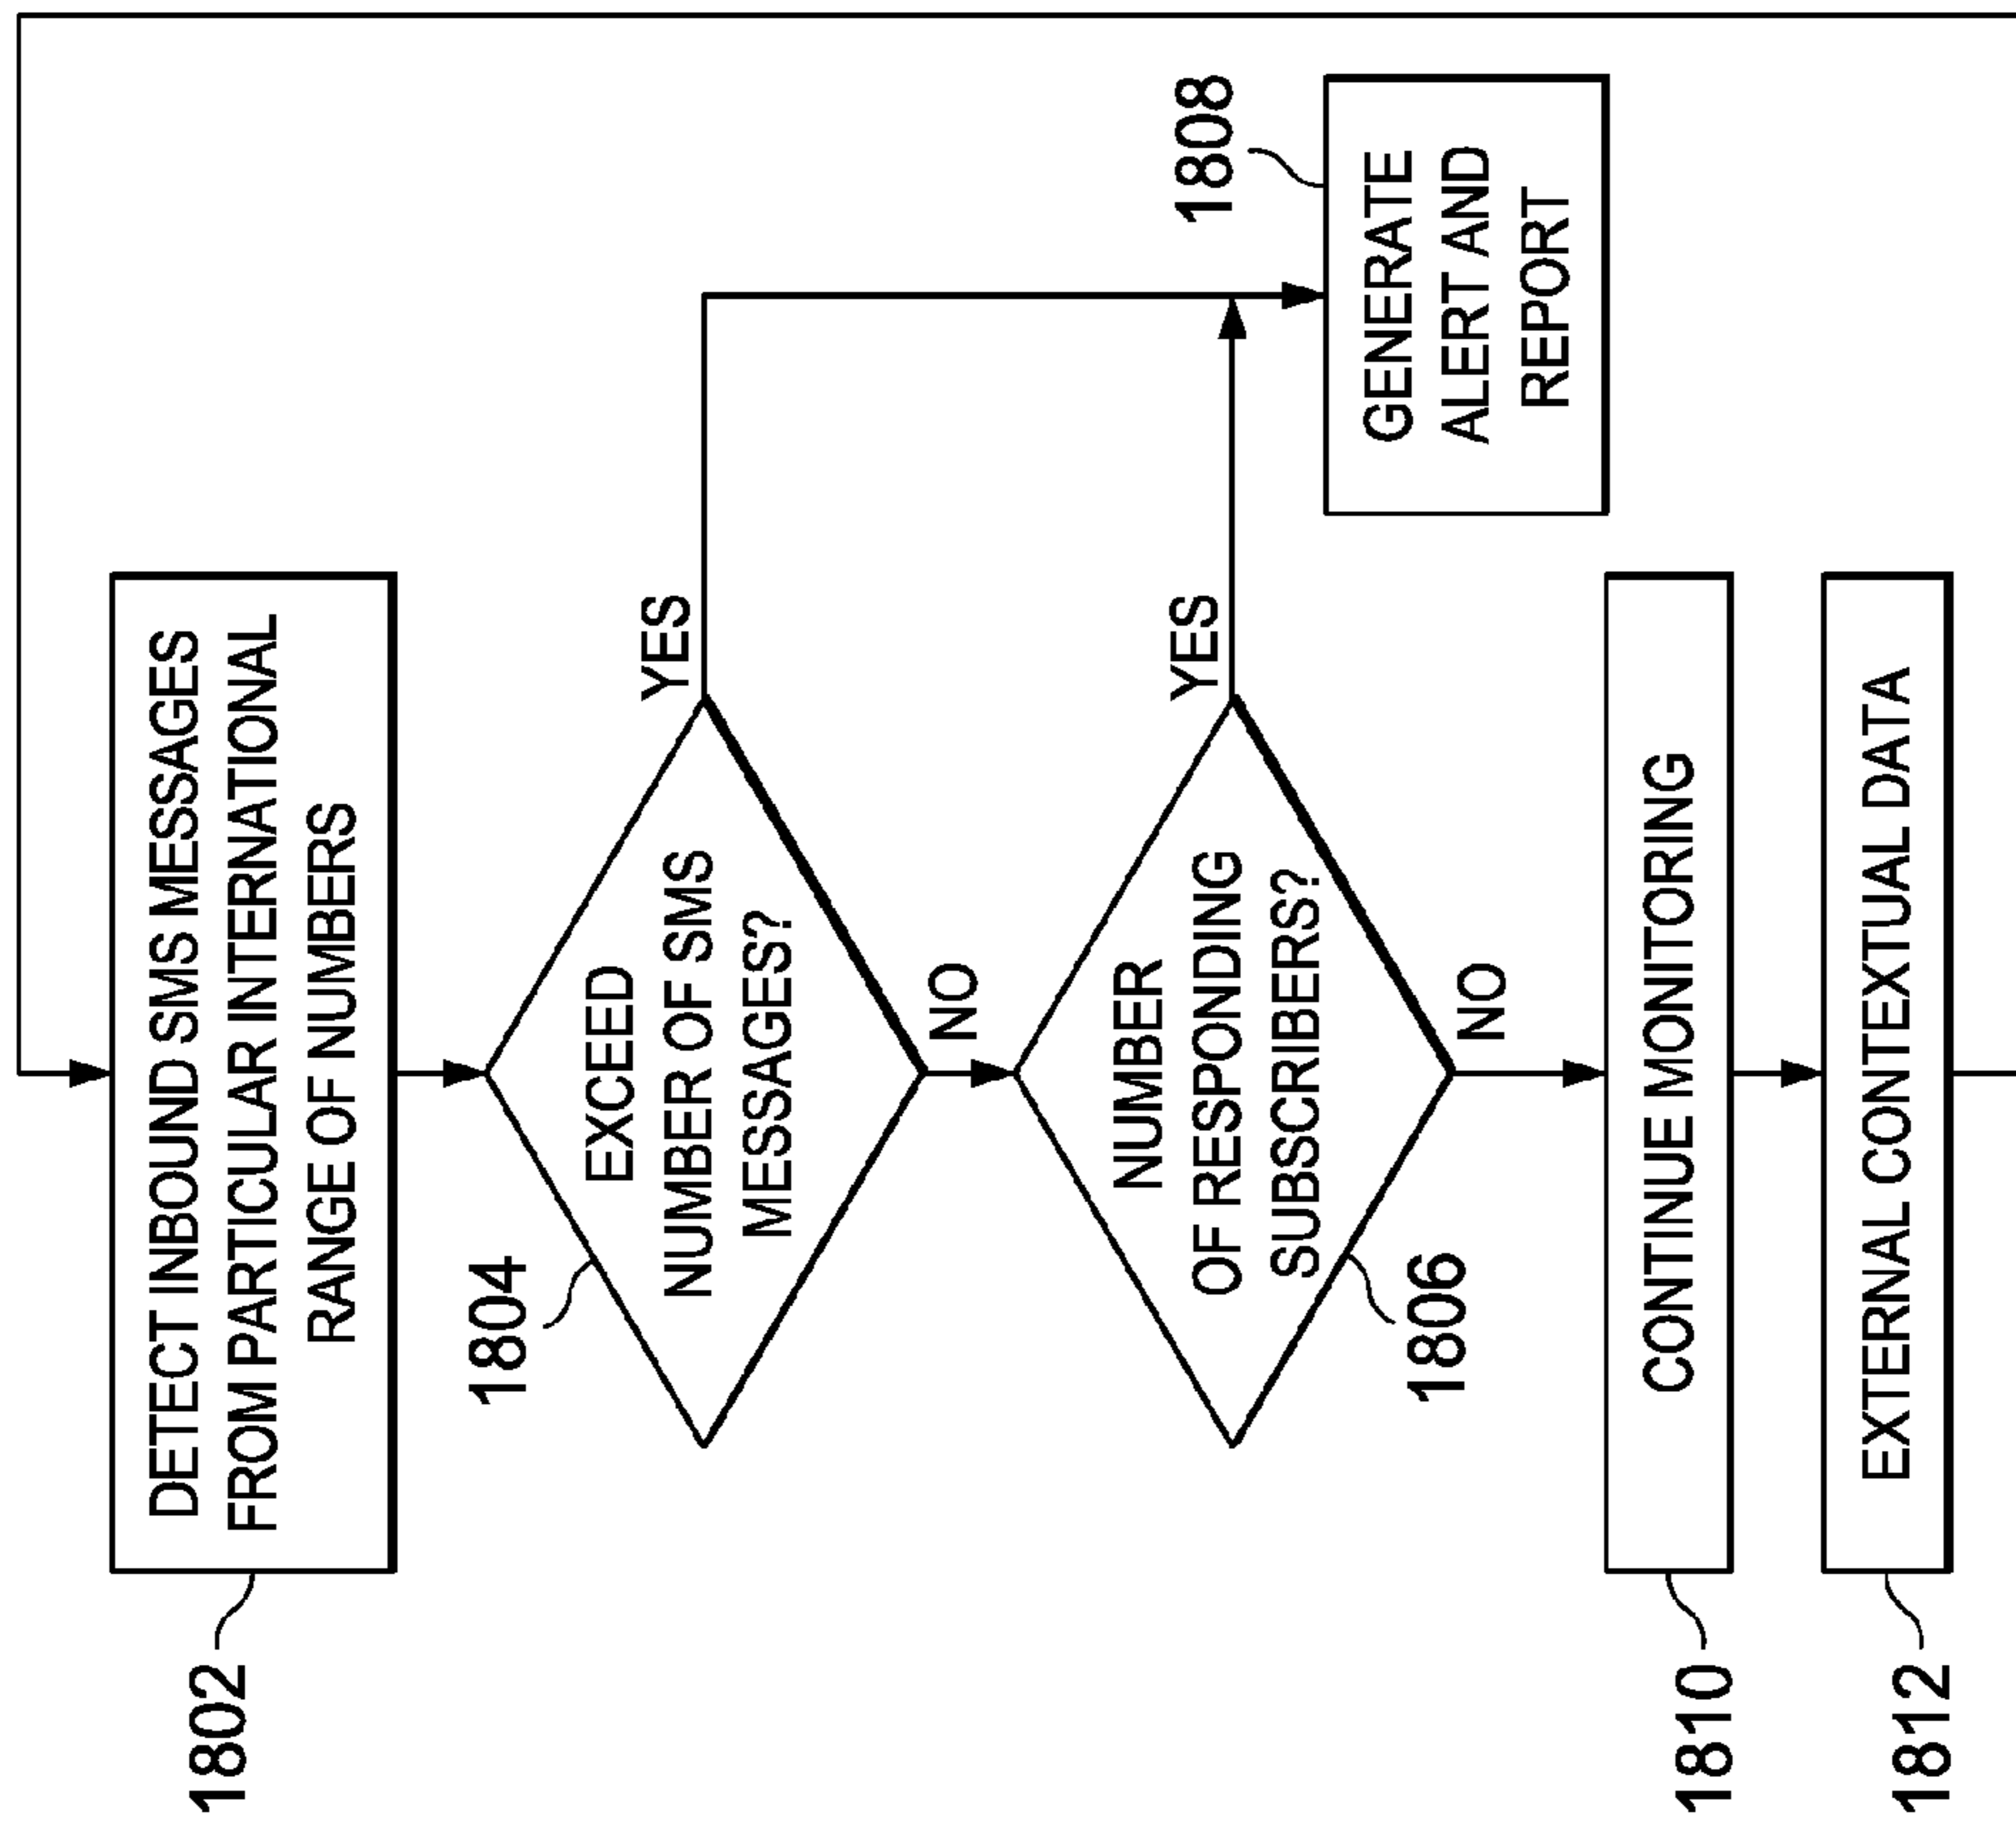 1802
DETECT INBOUND SMS MESSAGES
FROM PARTICULAR INTERNATIONAL
RANGE OF NUMBERS
1804
EXCEED
NUMBER OF SMS
MESSAGES?
YES
NO
NUMBER
OF RESPONDING
SUBSCRIBERS?
1806
YES
NO
1808
GENERATE
ALERT AND
REPORT
1810
CONTINUE MONITORING
1812
EXTERNAL CONTEXTUAL DATA